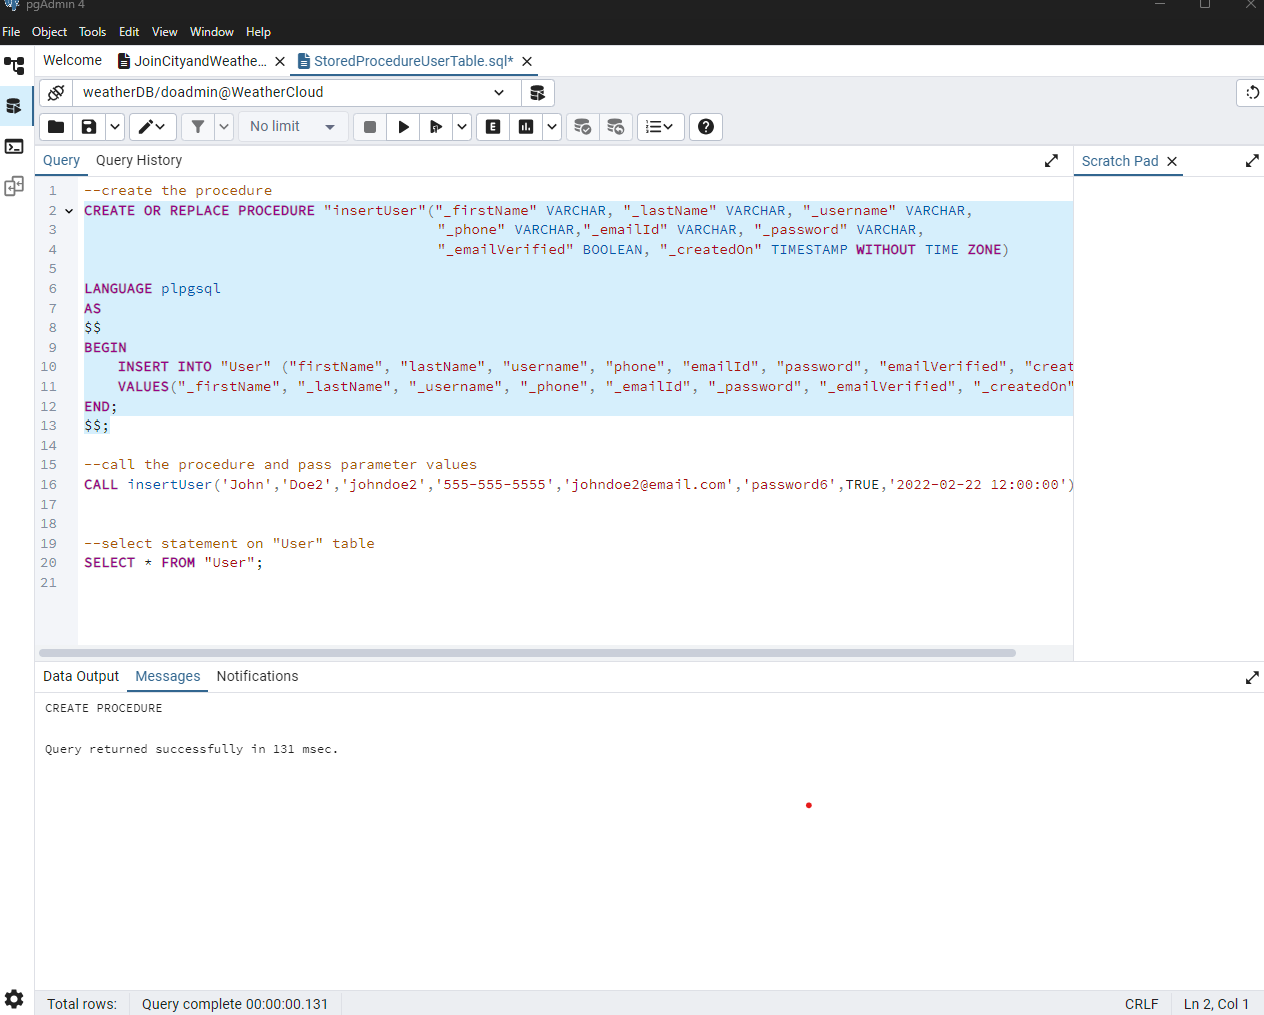 pgAdmin 4
File Object Tools Edit View Window Help
Welcome JoinCityandWeathe... StoredProcedureUserTable.sql*
weatherDB/doadmin@WeatherCloud
No limit E
Query Query History Scratch Pad
1 --create the procedure
2 CREATE OR REPLACE PROCEDURE "insertUser"("_firstName" VARCHAR, "_lastName" VARCHAR, "_username" VARCHAR,
3 "_phone" VARCHAR,"_emailId" VARCHAR, "_password" VARCHAR,
4 "_emailVerified" BOOLEAN, "_createdOn" TIMESTAMP WITHOUT TIME ZONE)
5
6 LANGUAGE plpgsql
7 AS
8 $$
9 BEGIN
10 INSERT INTO "User" ("firstName", "lastName", "username", "phone", "emailId", "password", "emailVerified", "creat
11 VALUES("_firstName", "_lastName", "_username", "_phone", "_emailId", "_password", "_emailVerified", "_createdOn"
12 END;
13 $$;
14
15 --call the procedure and pass parameter values
16 CALL insertUser('John','Doe2','johndoe2','555-555-5555','johndoe2@email.com','password6',TRUE,'2022-02-22 12:00:00')
17
18
19 --select statement on "User" table
20 SELECT * FROM "User";
21
Data Output Messages Notifications
CREATE PROCEDURE
Query returned successfully in 131 msec.
Total rows: Query complete 00:00:00.131 CRLF Ln 2, Col 1